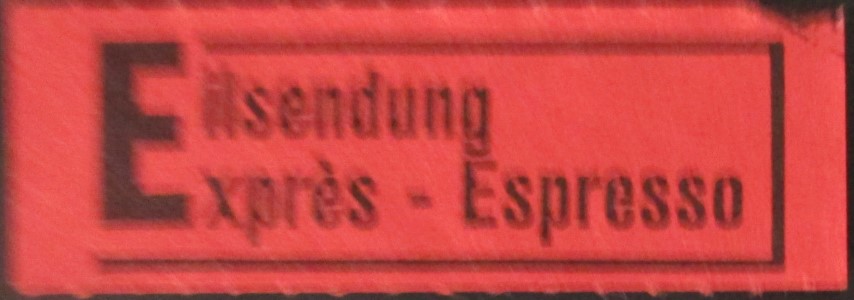 Eilsendung
Exprès - Espresso